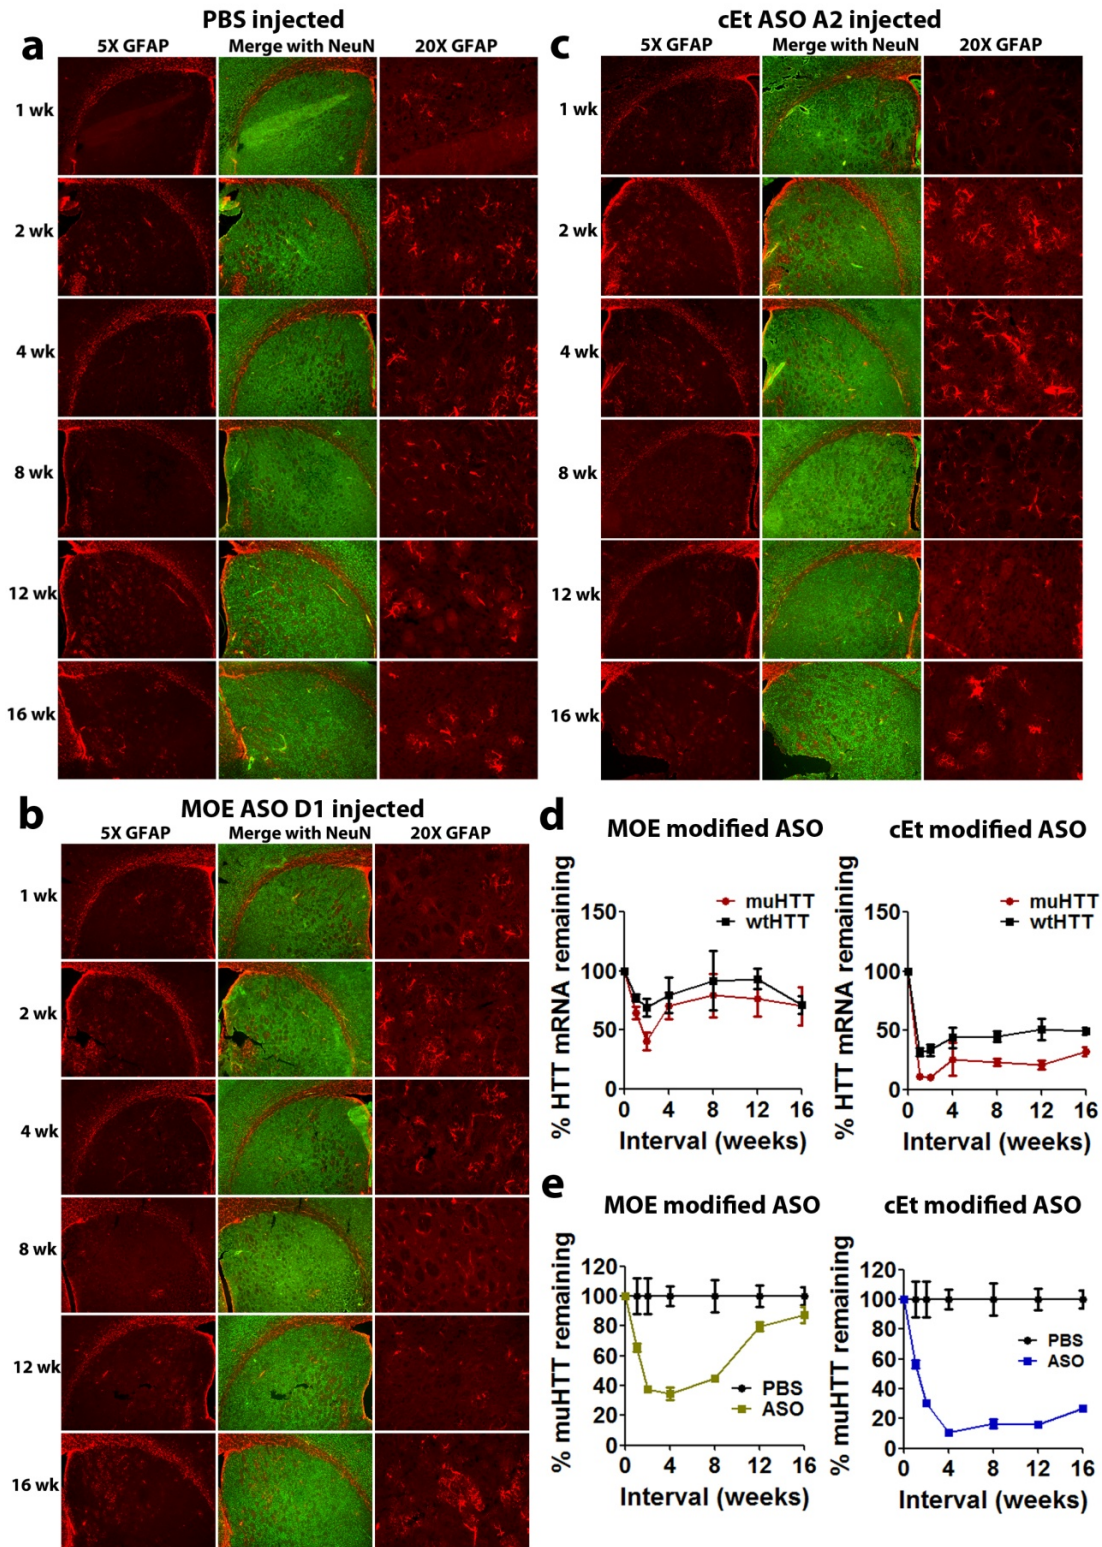 a
PBS injected
5X GFAP
Merge with NeuN
20X GFAP
1 wk
2 wk
4 wk
8 wk
12 wk
16 wk
c
cEt ASO A2 injected
5X GFAP
Merge with NeuN
20X GFAP
1 wk
2 wk
4 wk
8 wk
12 wk
16 wk
b
MOE ASO D1 injected
5X GFAP
Merge with NeuN
20X GFAP
1 wk
2 wk
4 wk
8 wk
12 wk
16 wk
d
MOE modified ASO
% HTT mRNA remaining
muHTT
wtHTT
150
100
50
0
0 4 8 12 16
Interval (weeks)
cEt modified ASO
% HTT mRNA remaining
muHTT
wtHTT
150
100
50
0
0 4 8 12 16
Interval (weeks)
e
MOE modified ASO
% muHTT remaining
120
100
80
60
40
20
0
PBS
ASO
0 4 8 12 16
Interval (weeks)
cEt modified ASO
% muHTT remaining
120
100
80
60
40
20
0
PBS
ASO
0 4 8 12 16
Interval (weeks)